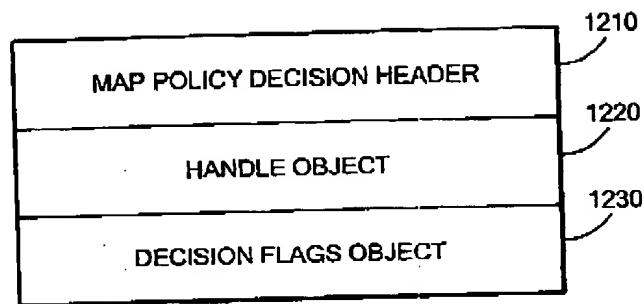 1210
MAP POLICY DECISION HEADER
1220
HANDLE OBJECT
1230
DECISION FLAGS OBJECT